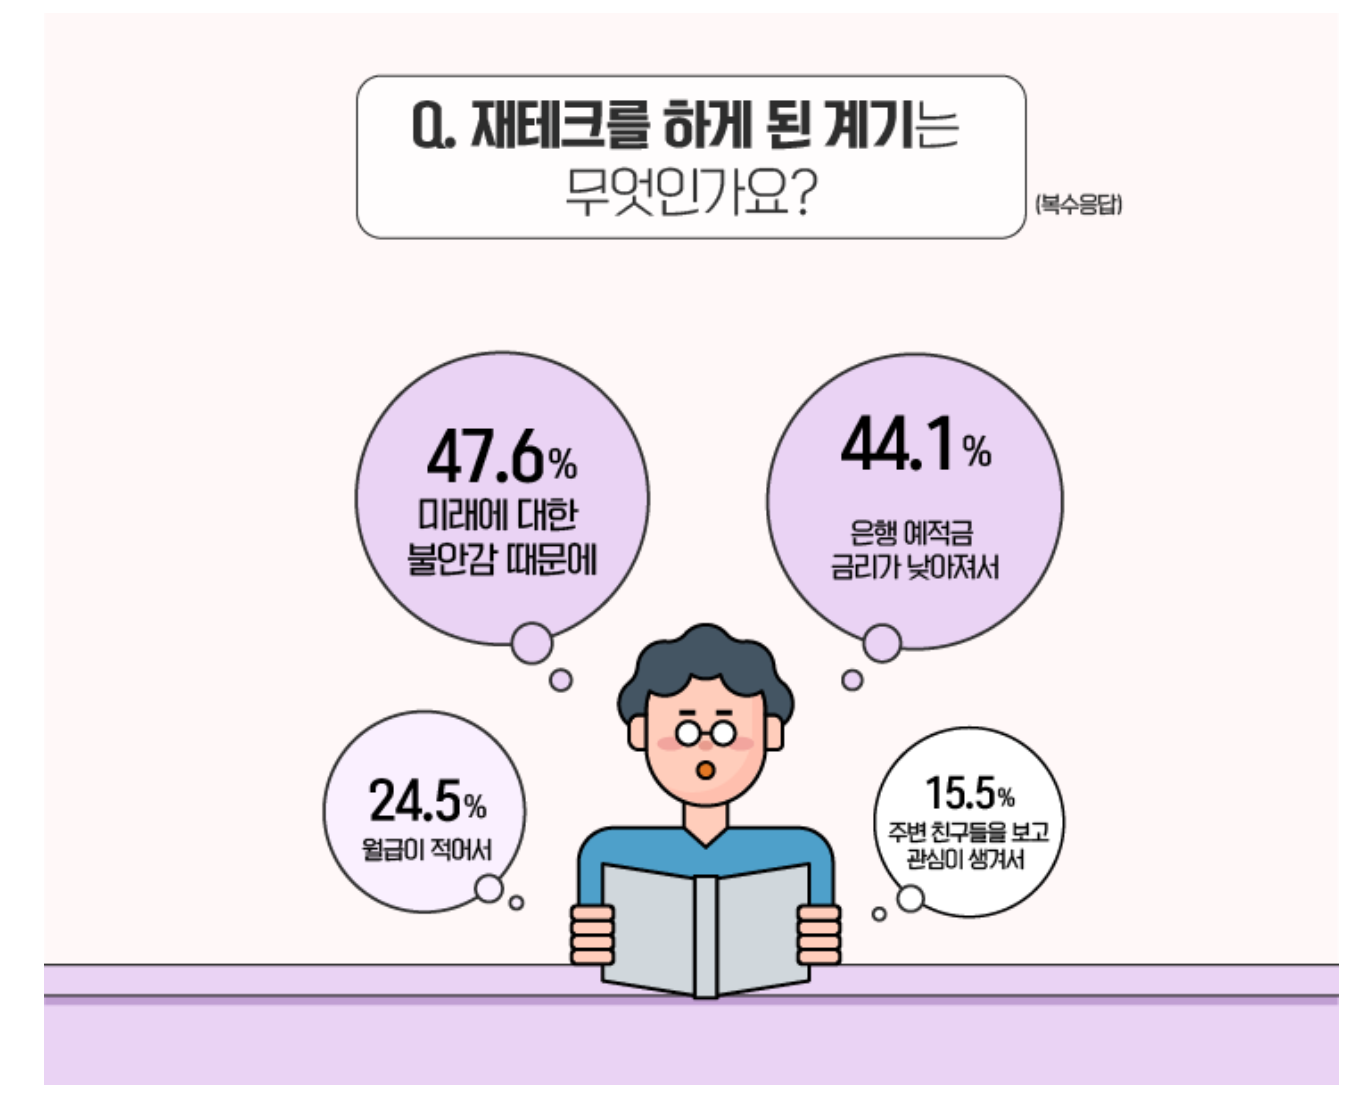 Q. 재테크를 하게 된 계기는
무엇인가요?
(복수응답)
47.6%
미래에 대한
불안감 때문에
44.1%
은행 예적금
금리가 낮아져서
24.5%
월급이 적어서
15.5%
주변 친구들을 보고
관심이 생겨서